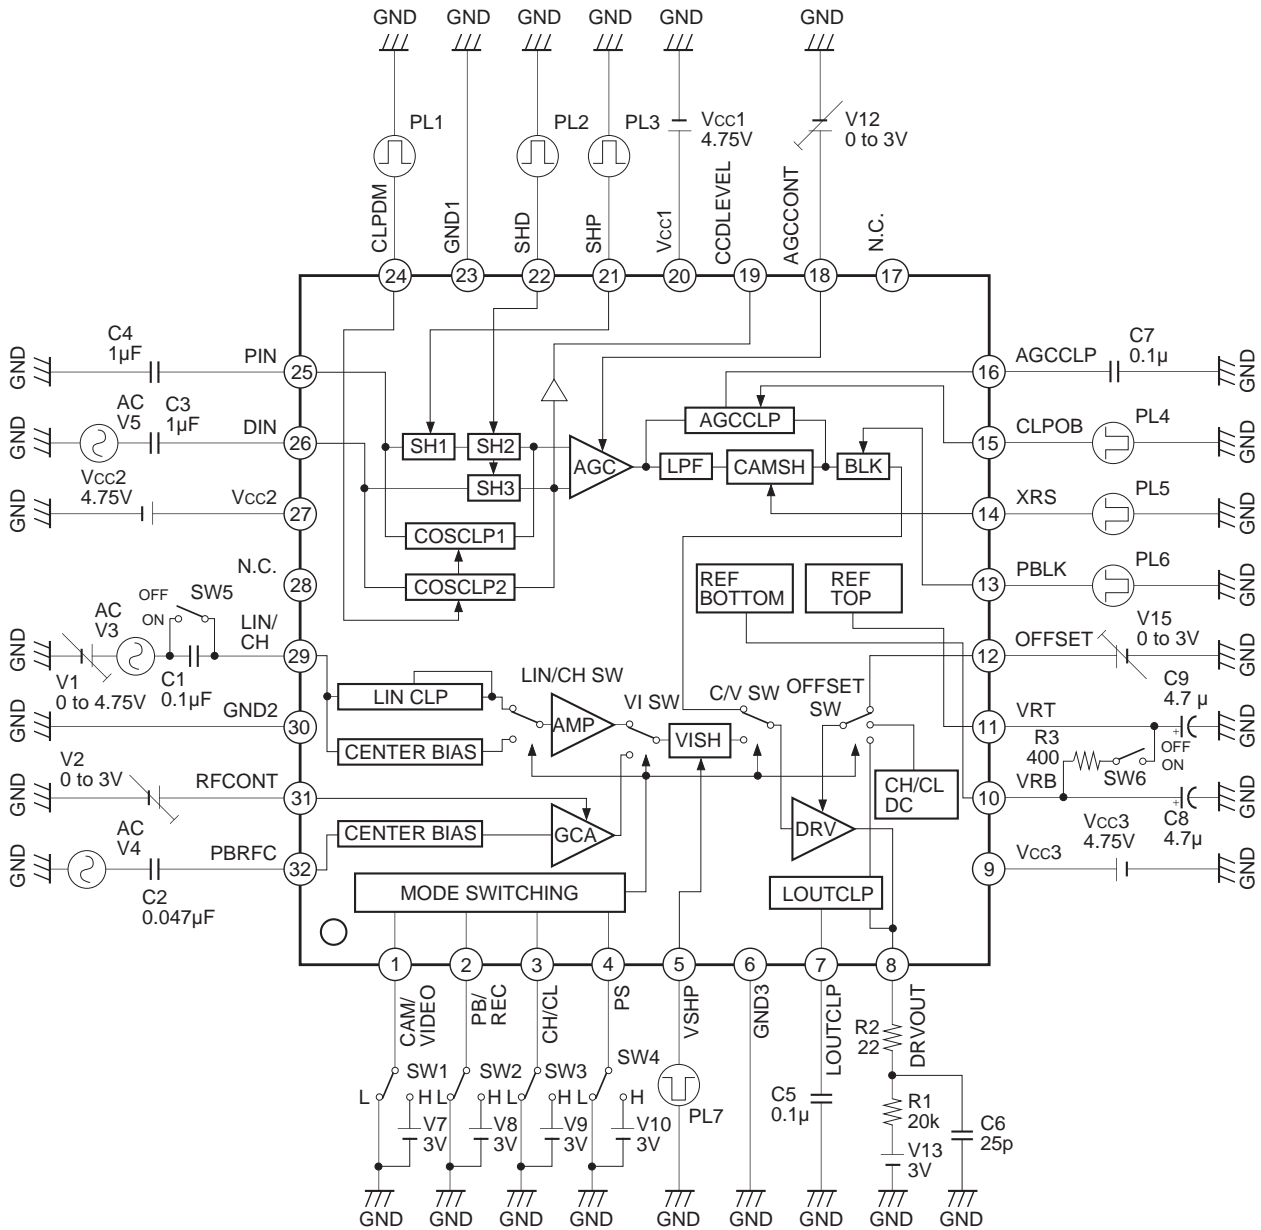 GND GND GND GND GND
PL1 PL2 PL3
Vcc1
4.75V
V12
0 to 3V
CLPDM
GND1
SHD
SHP
Vcc1
CCDLEVEL
AGCCONT
N.C.
24 23 22 21 20 19 18 17
GND
C4
1µF
PIN
25
GND
AC
V5
C3
1µF
DIN
26
GND
Vcc2
4.75V
Vcc2
27
N.C.
28
GND
V1
0 to 4.75V
AC
V3
OFF
ON
SW5
C1
0.1µF
LIN/
CH
29
GND
GND2
30
GND
V2
0 to 3V
RFCONT
31
GND
AC
V4
C2
0.047µF
PBRFC
32
SH1
SH2
SH3
AGC
COSCLP1
COSCLP2
AGCCLP
LPF
CAMSH
BLK
REF
BOTTOM
REF
TOP
LIN CLP
CENTER BIAS
LIN/CH SW
AMP
VI SW
VISH
C/V SW
OFFSET
SW
CH/CL
DC
CENTER BIAS
GCA
DRV
MODE SWITCHING
LOUTCLP
16
AGCCLP
C7
0.1µ
GND
15
CLPOB
PL4
GND
14
XRS
PL5
GND
13
PBLK
PL6
GND
12
OFFSET
V15
0 to 3V
GND
11
VRT
C9
4.7 µ
+
GND
R3
400
OFF
ON
SW6
10
VRB
C8
4.7µ
+
GND
9
Vcc3
Vcc3
4.75V
GND
1 2 3 4 5 6 7 8
CAM/
VIDEO
PB/
REC
CH/CL
PS
VSHP
GND3
LOUTCLP
DRVOUT
L SW1 H
V7
3V
L SW2 H
V8
3V
L SW3 H
V9
3V
L SW4 H
V10
3V
PL7
C5
0.1µ
R2
22
R1
20k
V13
3V
C6
25p
GND GND GND GND GND GND GND GND GND